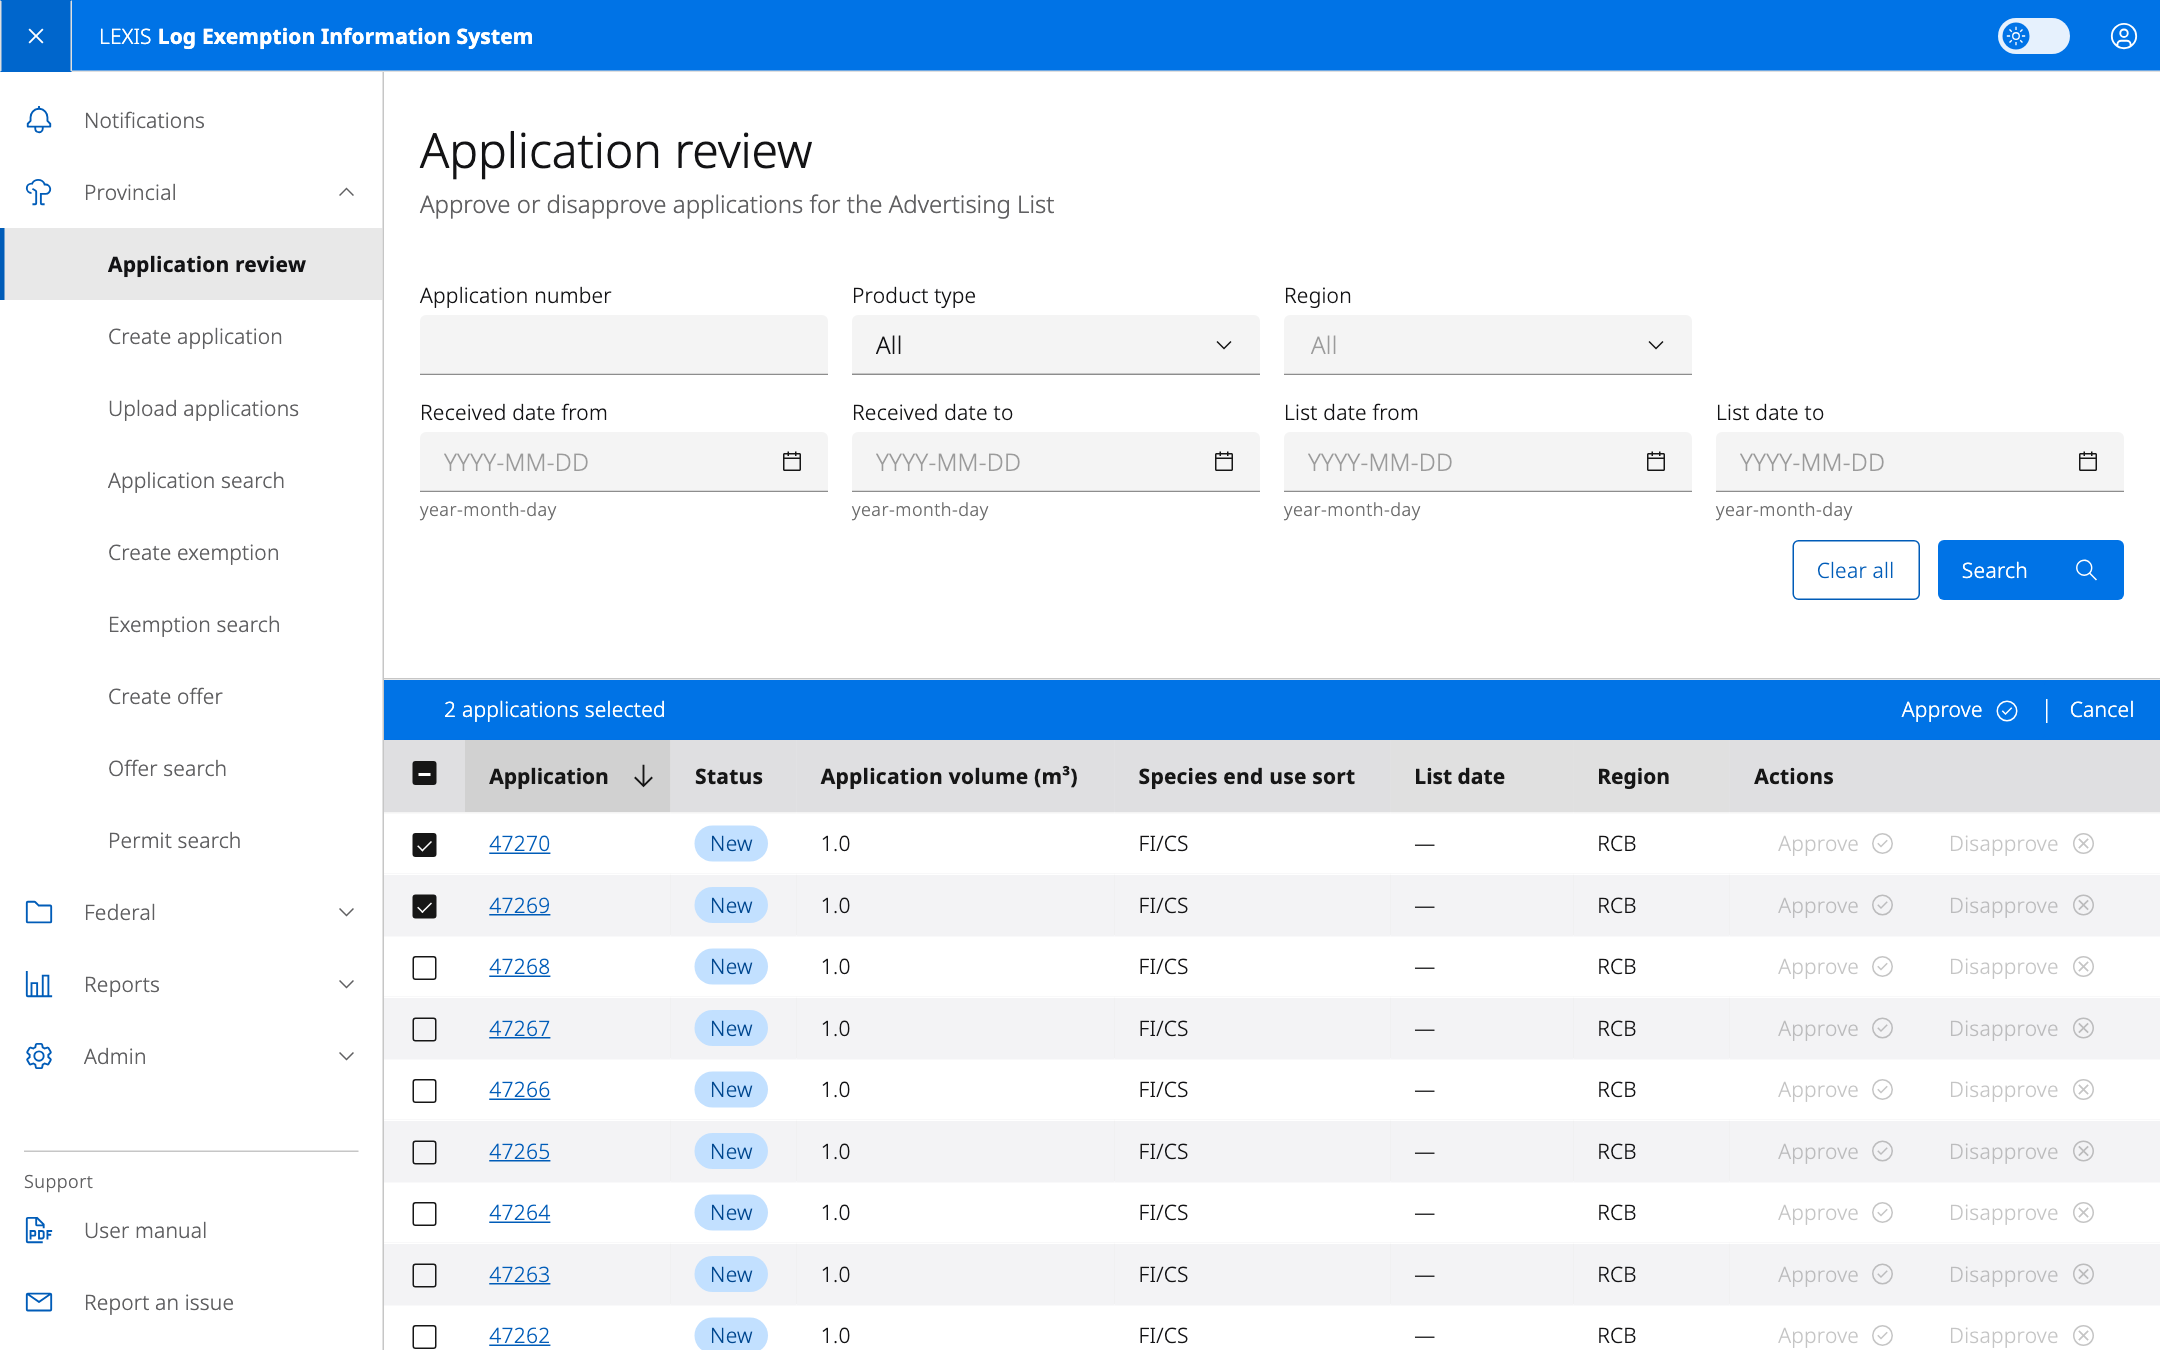 LEXIS Log Exemption Information System
Notifications
Provincial
Application review
Create application
Upload applications
Application search
Create exemption
Exemption search
Create offer
Offer search
Permit search
Federal
Reports
Admin
Support
PDF User manual
Report an issue
Application review
Approve or disapprove applications for the Advertising List
Application number Product type Region
All All
Received date from Received date to List date from List date to
YYYY-MM-DD YYYY-MM-DD YYYY-MM-DD YYYY-MM-DD
year-month-day year-month-day year-month-day year-month-day
Clear all Search
2 applications selected Approve | Cancel
Application Status Application volume (m³) Species end use sort List date Region Actions
47270 New 1.0 FI/CS — RCB Approve Disapprove
47269 New 1.0 FI/CS — RCB Approve Disapprove
47268 New 1.0 FI/CS — RCB Approve Disapprove
47267 New 1.0 FI/CS — RCB Approve Disapprove
47266 New 1.0 FI/CS — RCB Approve Disapprove
47265 New 1.0 FI/CS — RCB Approve Disapprove
47264 New 1.0 FI/CS — RCB Approve Disapprove
47263 New 1.0 FI/CS — RCB Approve Disapprove
47262 New 1.0 FI/CS — RCB Approve Disapprove